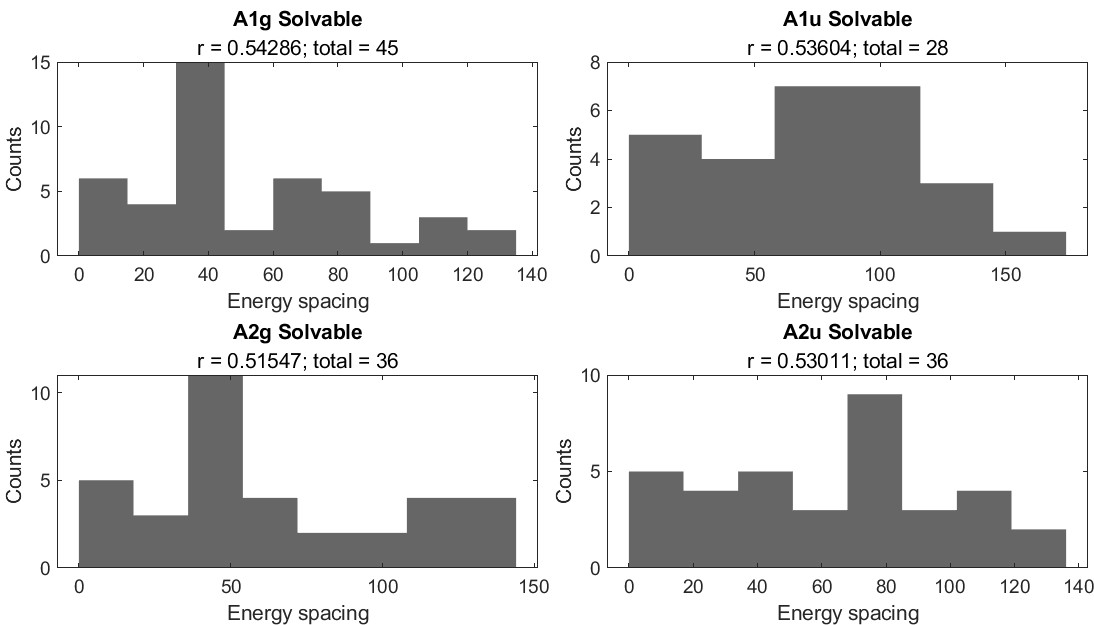 A1g Solvable
r = 0.54286; total = 45
15
10
5
0
Counts
0 20 40 60 80 100 120 140
Energy spacing
A1u Solvable
r = 0.53604; total = 28
8
6
4
2
0
Counts
0 50 100 150
Energy spacing
A2g Solvable
r = 0.51547; total = 36
10
5
0
Counts
0 50 100 150
Energy spacing
A2u Solvable
r = 0.53011; total = 36
10
5
0
Counts
0 20 40 60 80 100 120 140
Energy spacing